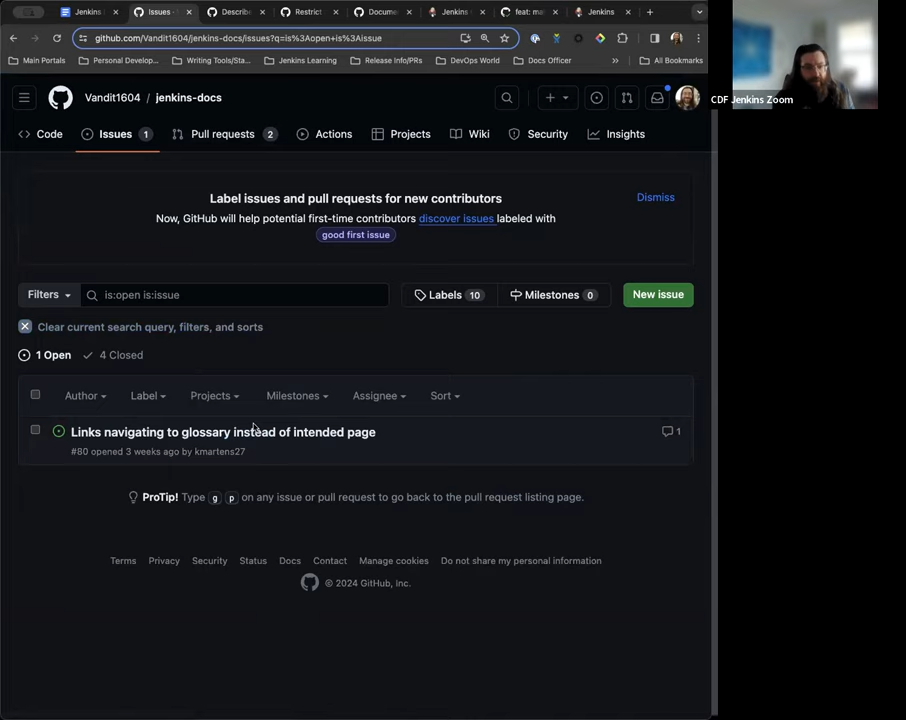 Jenkins
Issues ·
Describe
Restrict
Docume
Jenkins
feat: ma
Jenkins
github.com/Vandit1604/jenkins-docs/issues?q=is%3Aopen+is%3Aissue
Main Portals
Personal Develop...
Writing Tools/Sta...
Jenkins Learning
Release Info/PRs
DevOps World
Docs Officer
»
All Bookmarks
CDF Jenkins Zoom
Vandit1604 / jenkins-docs
Code
Issues 1
Pull requests 2
Actions
Projects
Wiki
Security
Insights
Label issues and pull requests for new contributors
Dismiss
Now, GitHub will help potential first-time contributors discover issues labeled with
good first issue
Filters
is:open is:issue
Labels 10
Milestones 0
New issue
Clear current search query, filters, and sorts
1 Open
4 Closed
Author
Label
Projects
Milestones
Assignee
Sort
Links navigating to glossary instead of intended page
1
#80 opened 3 weeks ago by kmartens27
ProTip! Type g p on any issue or pull request to go back to the pull request listing page.
Terms
Privacy
Security
Status
Docs
Contact
Manage cookies
Do not share my personal information
© 2024 GitHub, Inc.